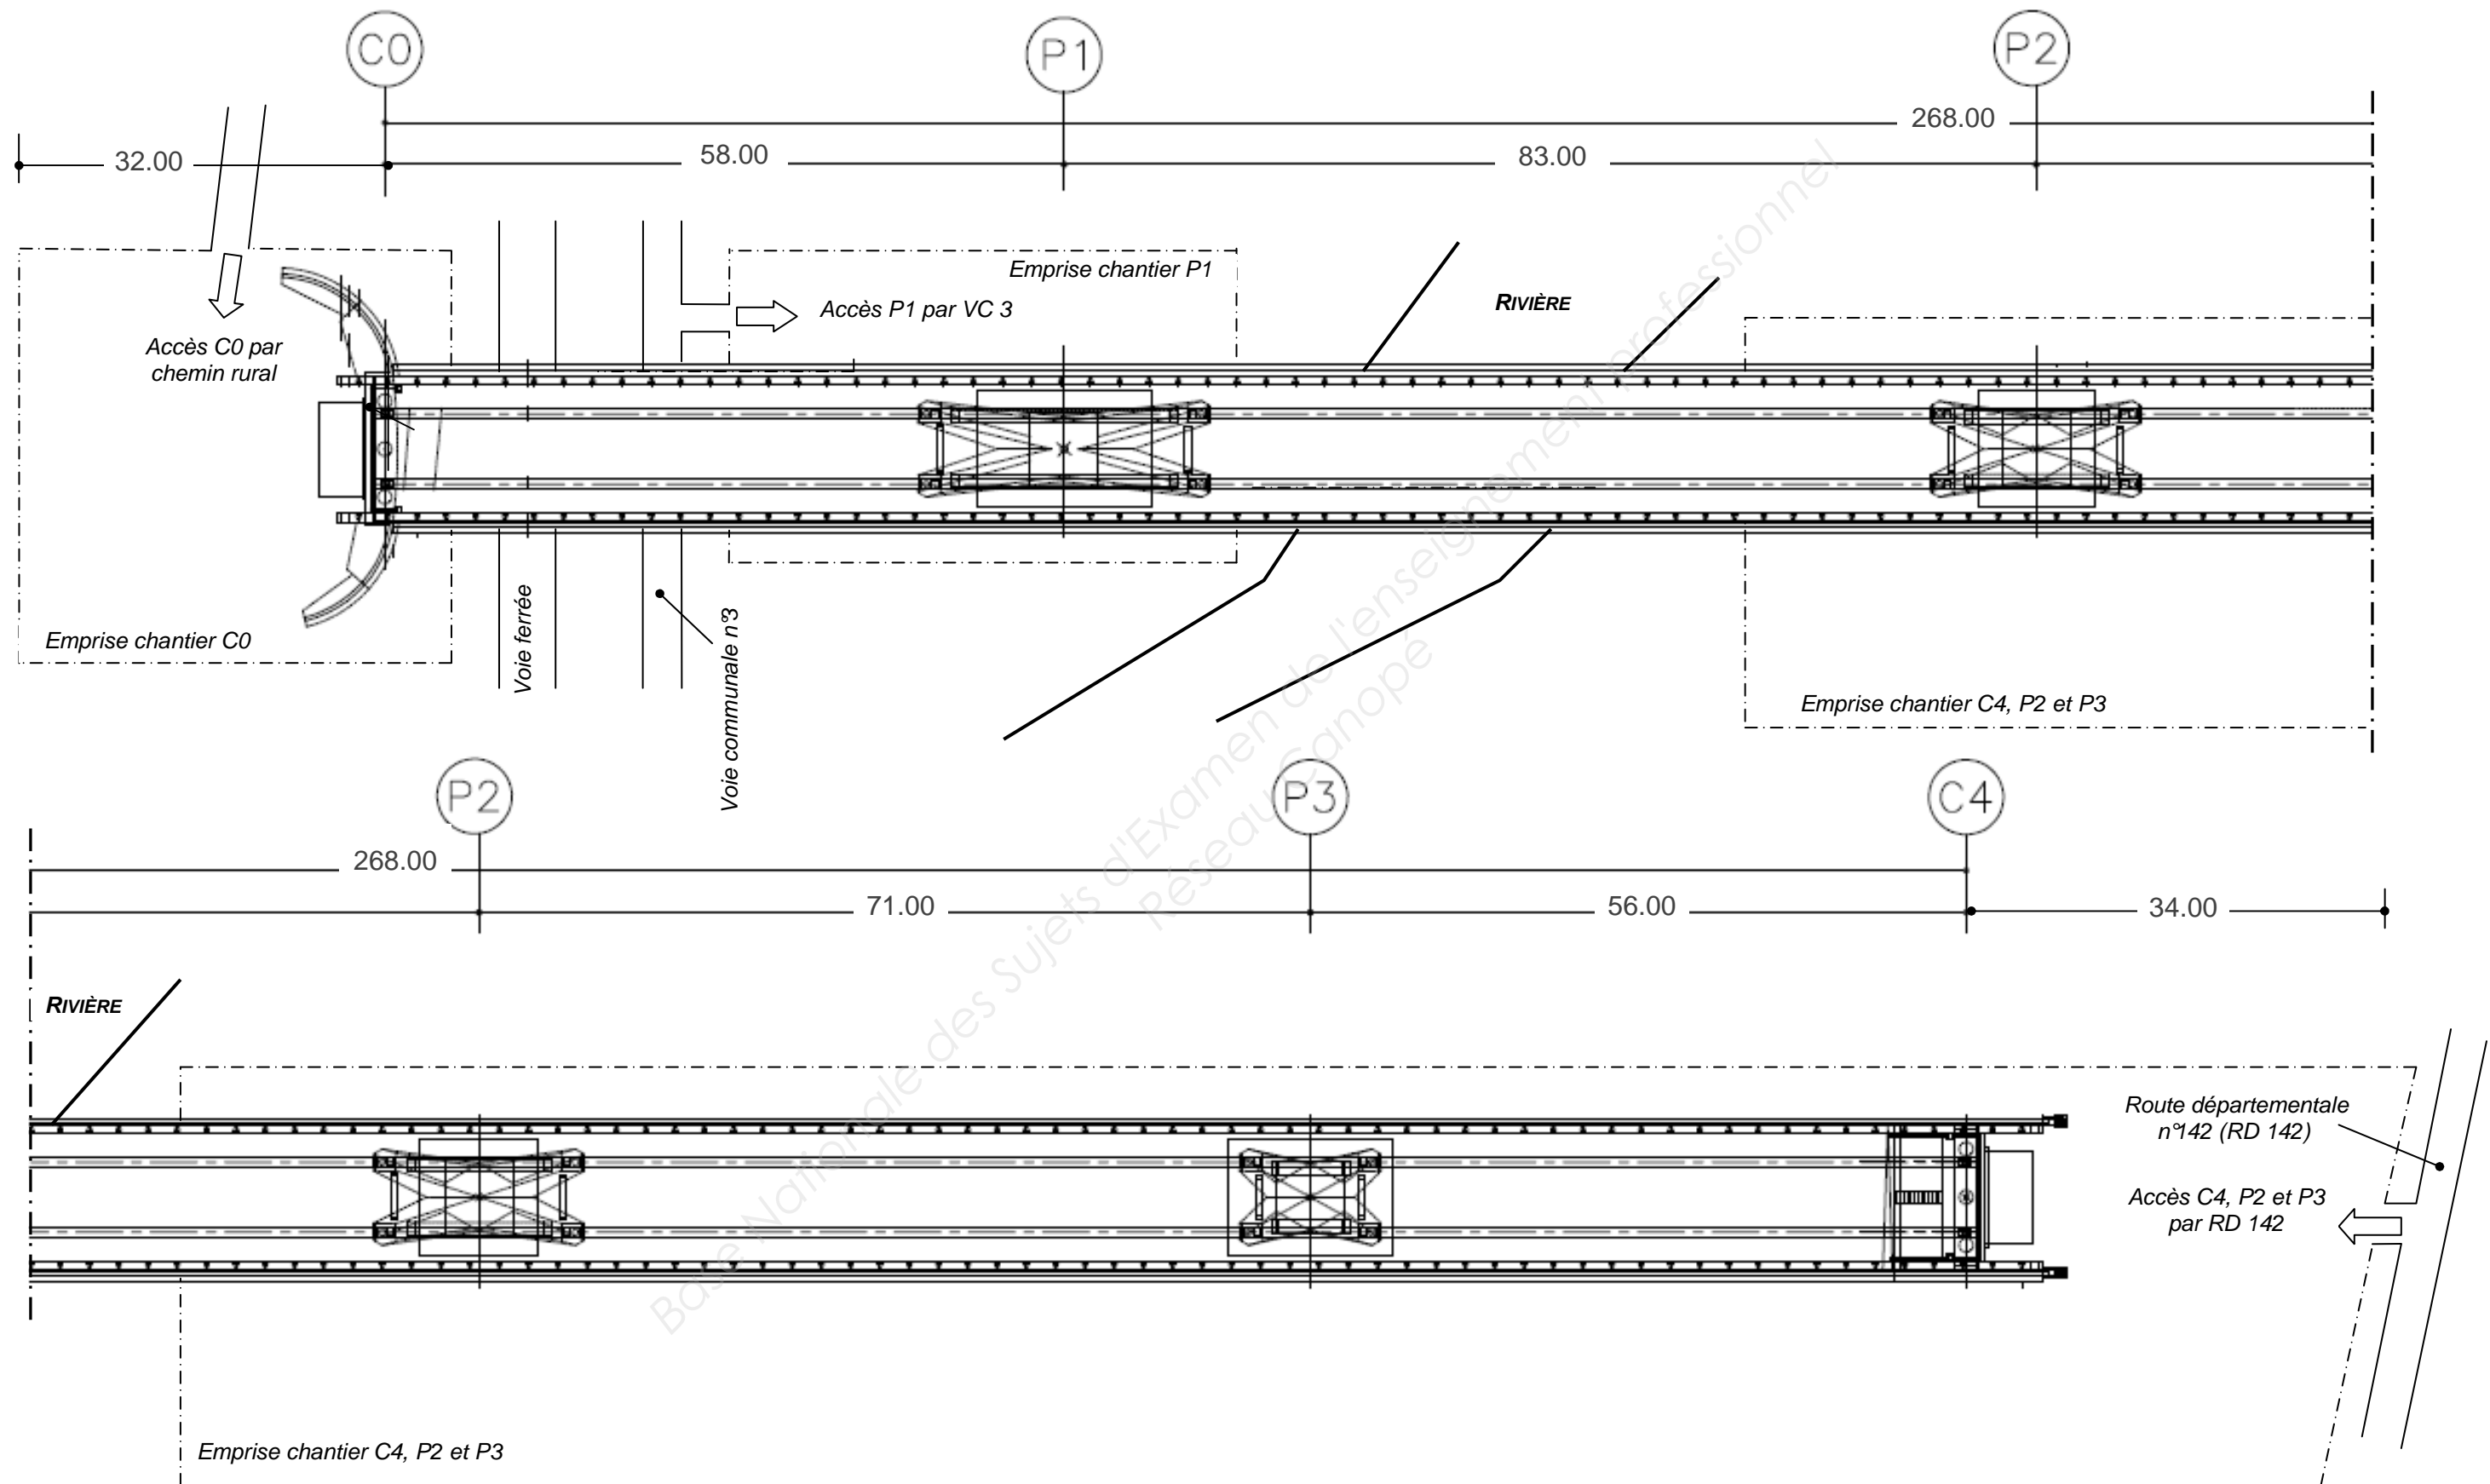 C0
P1
P2
268.00
32.00
58.00
83.00
Emprise chantier P1
Accès P1 par VC 3
RIVIÈRE
Accès C0 par
chemin rural
Emprise chantier C0
Voie ferrée
Voie communale n°3
Emprise chantier C4, P2 et P3
P2
P3
C4
268.00
71.00
56.00
34.00
RIVIÈRE
Route départementale
n°142 (RD 142)
Accès C4, P2 et P3
par RD 142
Emprise chantier C4, P2 et P3
Base Nationale des Sujets d'Examen de l'enseignement professionnel
Réseau Canopé